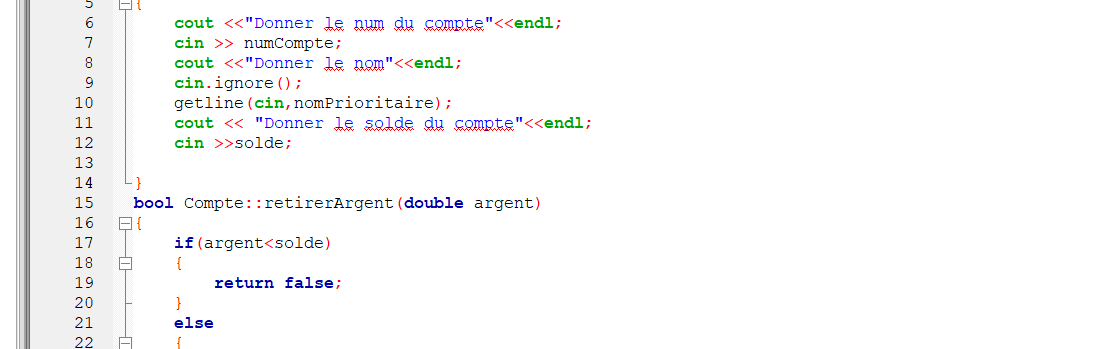 5 {
6 cout <<"Donner le num du compte"<<endl;
7 cin >> numCompte;
8 cout <<"Donner le nom"<<endl;
9 cin.ignore();
10 getline(cin,nomPrioritaire);
11 cout << "Donner le solde du compte"<<endl;
12 cin >>solde;
13
14 }
15 bool Compte::retirerArgent(double argent)
16 {
17 if(argent<solde)
18 {
19 return false;
20 }
21 else
22 {